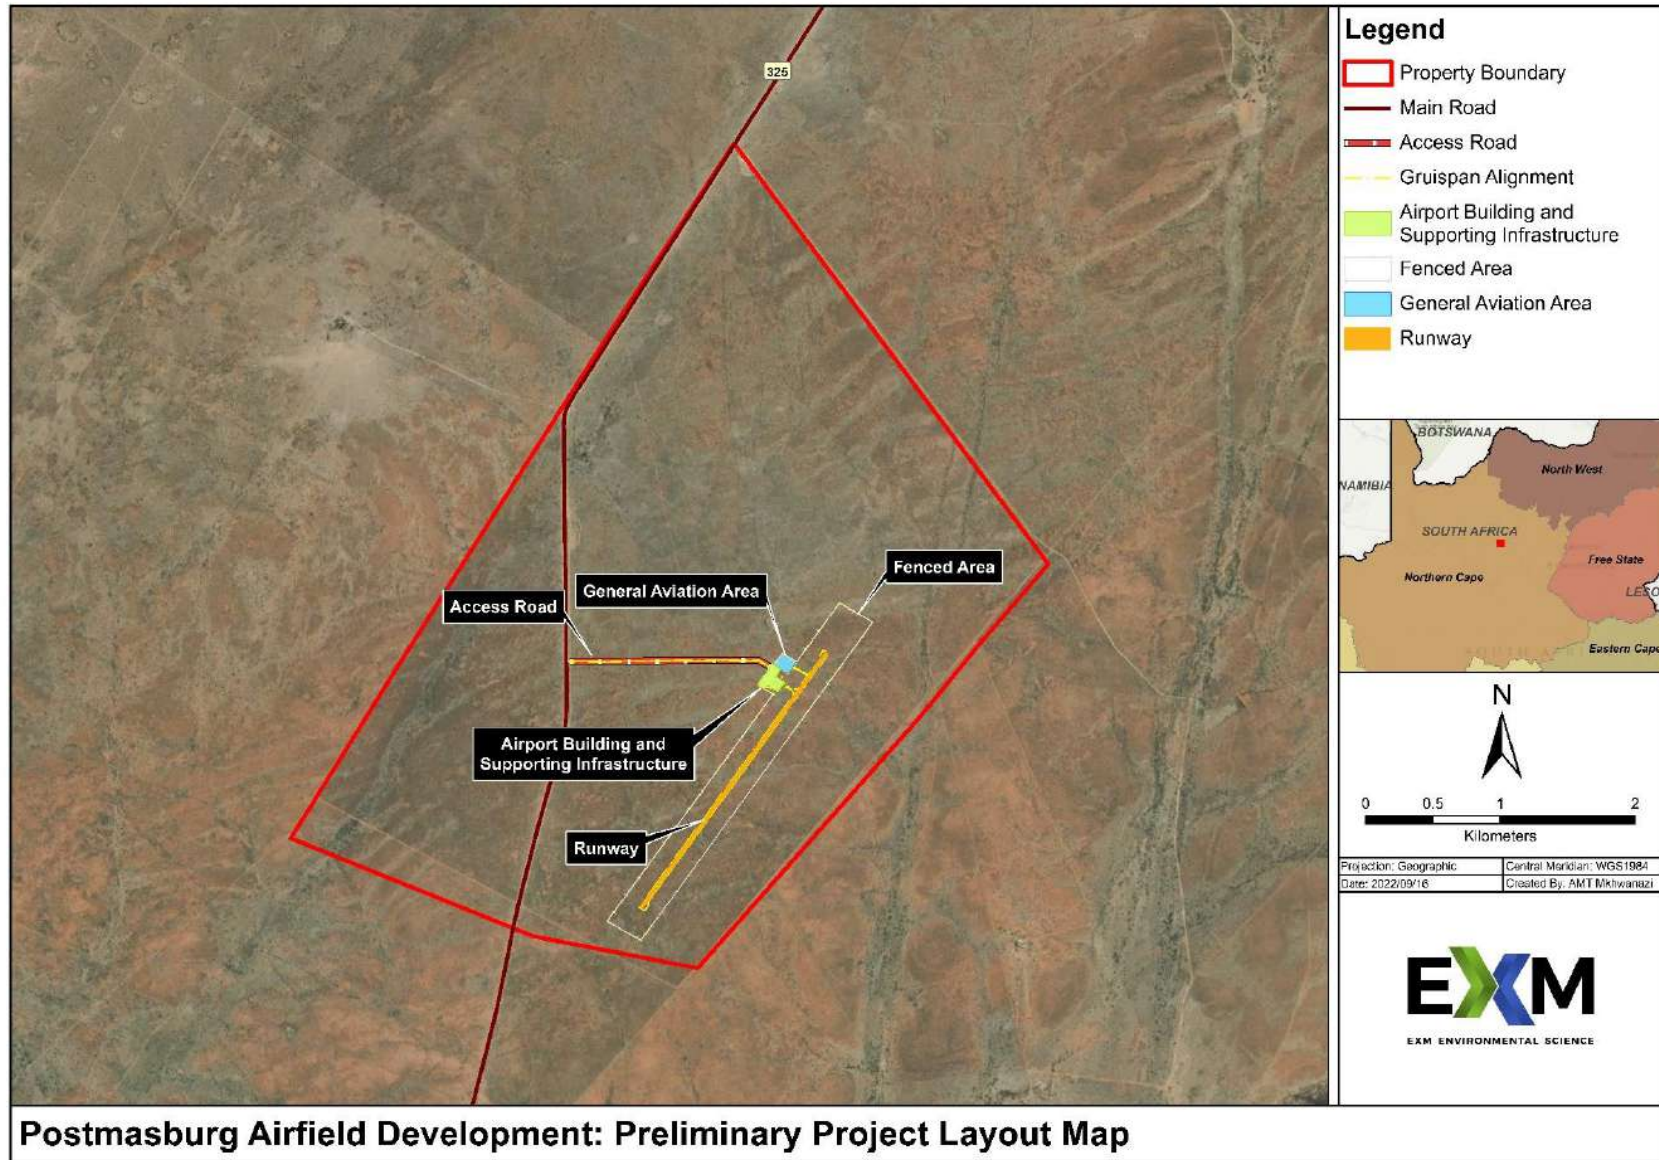 325
Fenced Area
General Aviation Area
Access Road
Airport Building and
Supporting Infrastructure
Runway
Legend
Property Boundary
Main Road
Access Road
Gruispan Alignment
Airport Building and
Supporting Infrastructure
Fenced Area
General Aviation Area
Runway
BOTSWANA
North West
NAMIBIA
SOUTH AFRICA
Free State
Northern Cape
LESO
Eastern Cape
N
0 0.5 1 2
Kilometers
Projection: Geographic Central Meridian: WGS1984
Date: 2022/09/16 Created By: AMT Mkhwanazi
EXM
EXM ENVIRONMENTAL SCIENCE
Postmasburg Airfield Development: Preliminary Project Layout Map